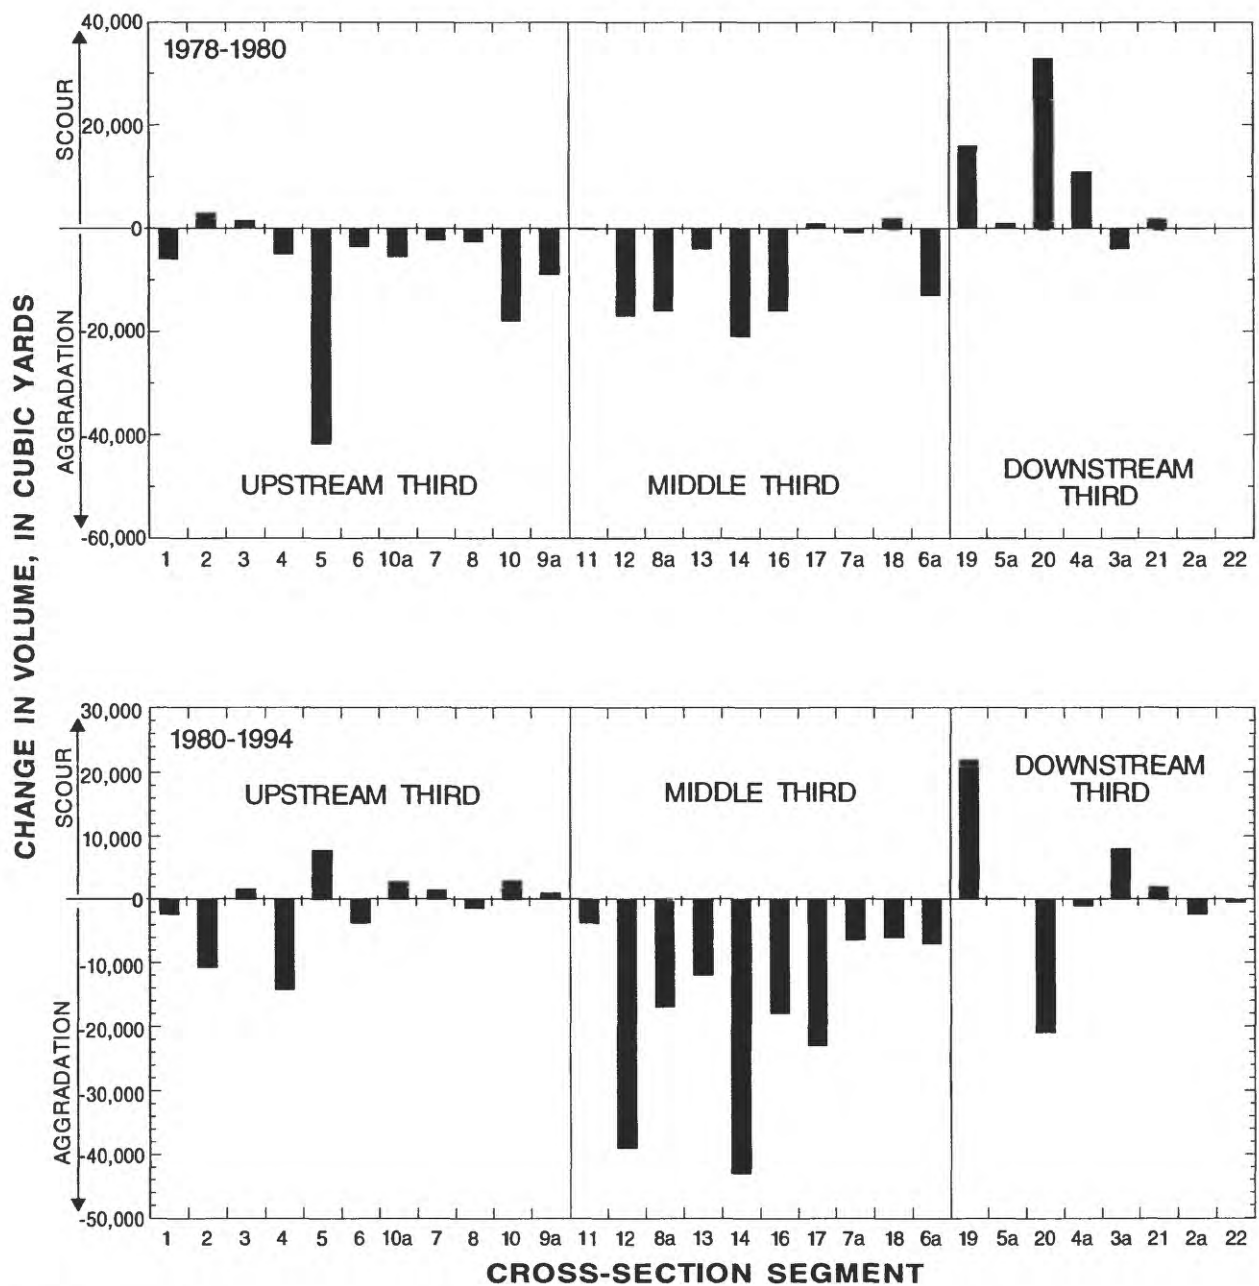 CHANGE IN VOLUME, IN CUBIC YARDS
SCOUR
AGGRADATION
40,000
20,000
0
-20,000
-40,000
-60,000
1978-1980
UPSTREAM THIRD
MIDDLE THIRD
DOWNSTREAM
THIRD
1 2 3 4 5 6 10a 7 8 10 9a 11 12 8a 13 14 16 17 7a 18 6a 19 5a 20 4a 3a 21 2a 22
SCOUR
AGGRADATION
30,000
20,000
10,000
0
-10,000
-20,000
-30,000
-40,000
-50,000
1980-1994
UPSTREAM THIRD
MIDDLE THIRD
DOWNSTREAM
THIRD
1 2 3 4 5 6 10a 7 8 10 9a 11 12 8a 13 14 16 17 7a 18 6a 19 5a 20 4a 3a 21 2a 22
CROSS-SECTION SEGMENT